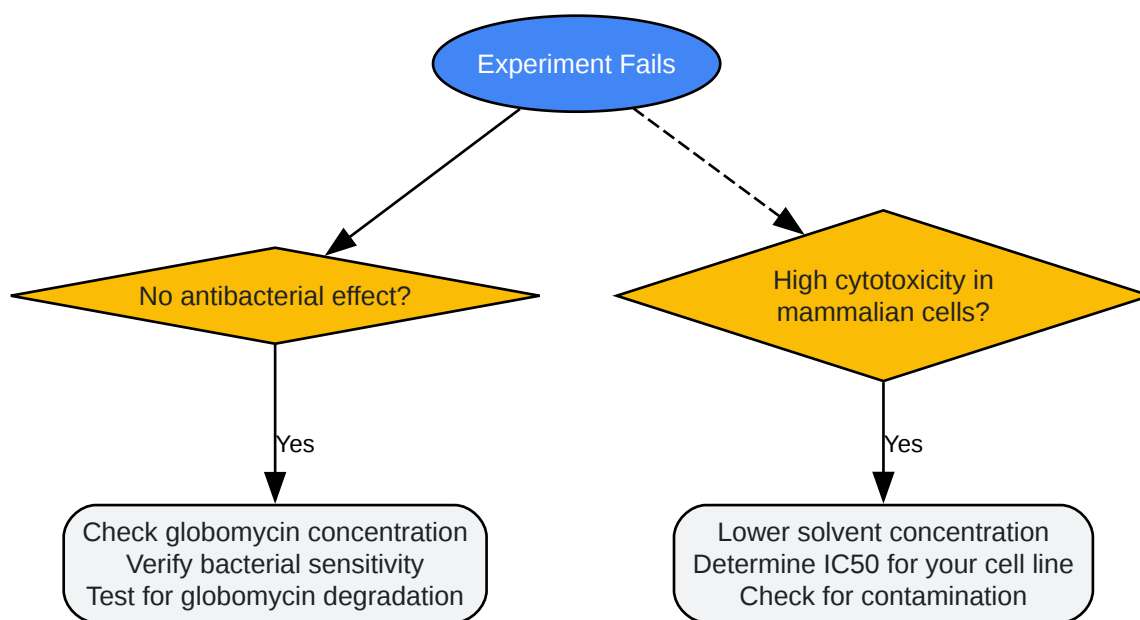 Experiment Fails
No antibacterial effect?
High cytotoxicity in
mammalian cells?
Yes
Yes
Check globomycin concentration
Verify bacterial sensitivity
Test for globomycin degradation
Lower solvent concentration
Determine IC50 for your cell line
Check for contamination